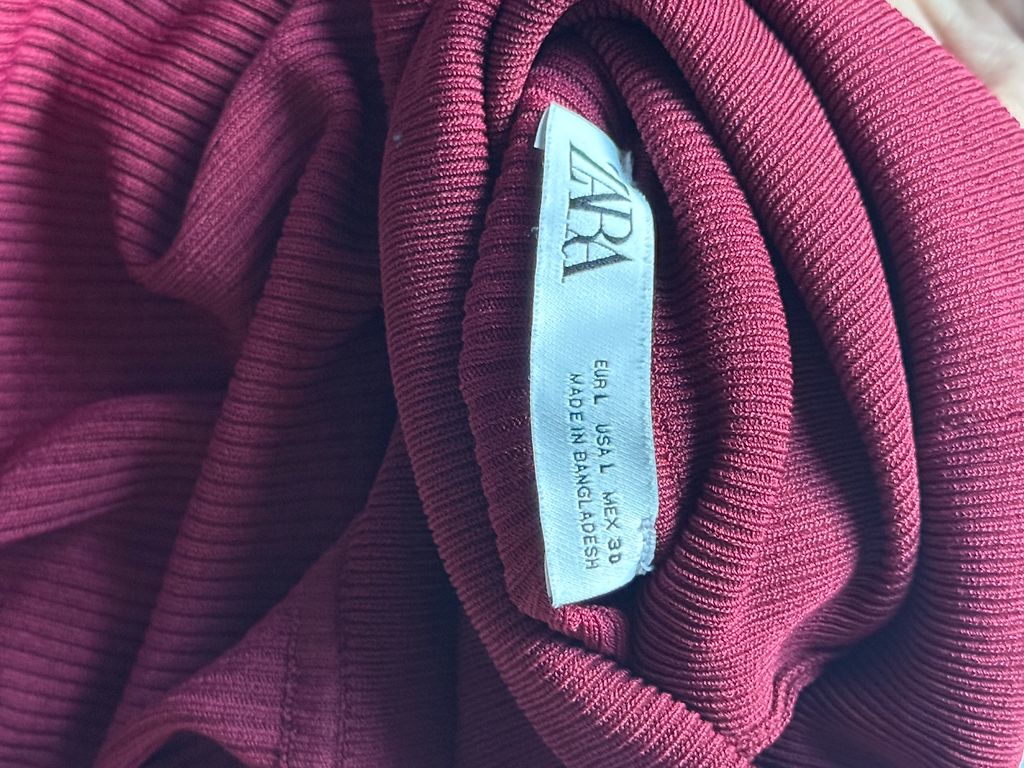 ZARA
EUR L USA L MEX 30
MADE IN BANGLADESH